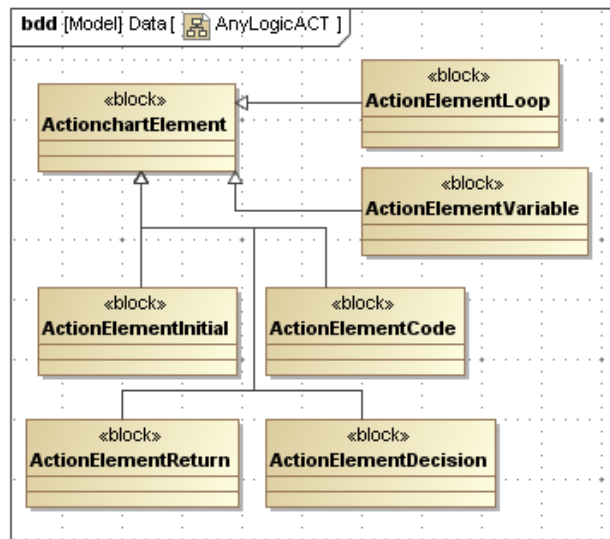 bdd [Model] Data [ AnyLogicACT ]
«block»
ActionchartElement
«block»
ActionElementLoop
«block»
ActionElementVariable
«block»
ActionElementInitial
«block»
ActionElementCode
«block»
ActionElementReturn
«block»
ActionElementDecision